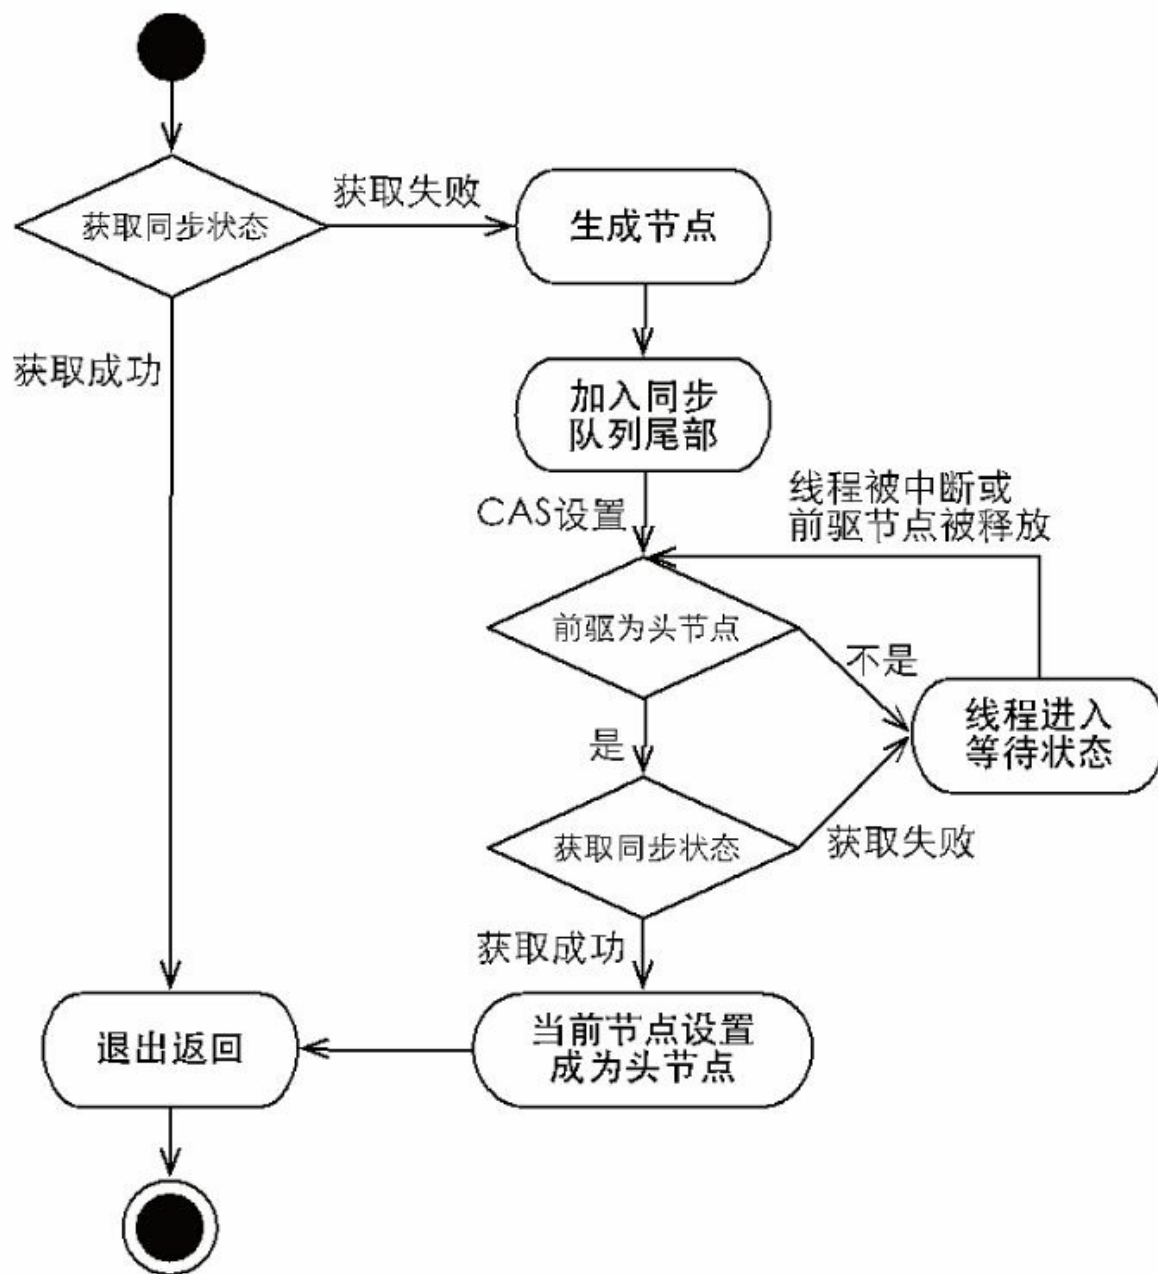 获取失败
获取同步状态
生成节点
获取成功
加入同步
队列尾部
CAS设置
线程被中断或
前驱节点被释放
前驱为头节点
不是
线程进入
等待状态
是
获取同步状态
获取失败
获取成功
退出返回
当前节点设置
成为头节点